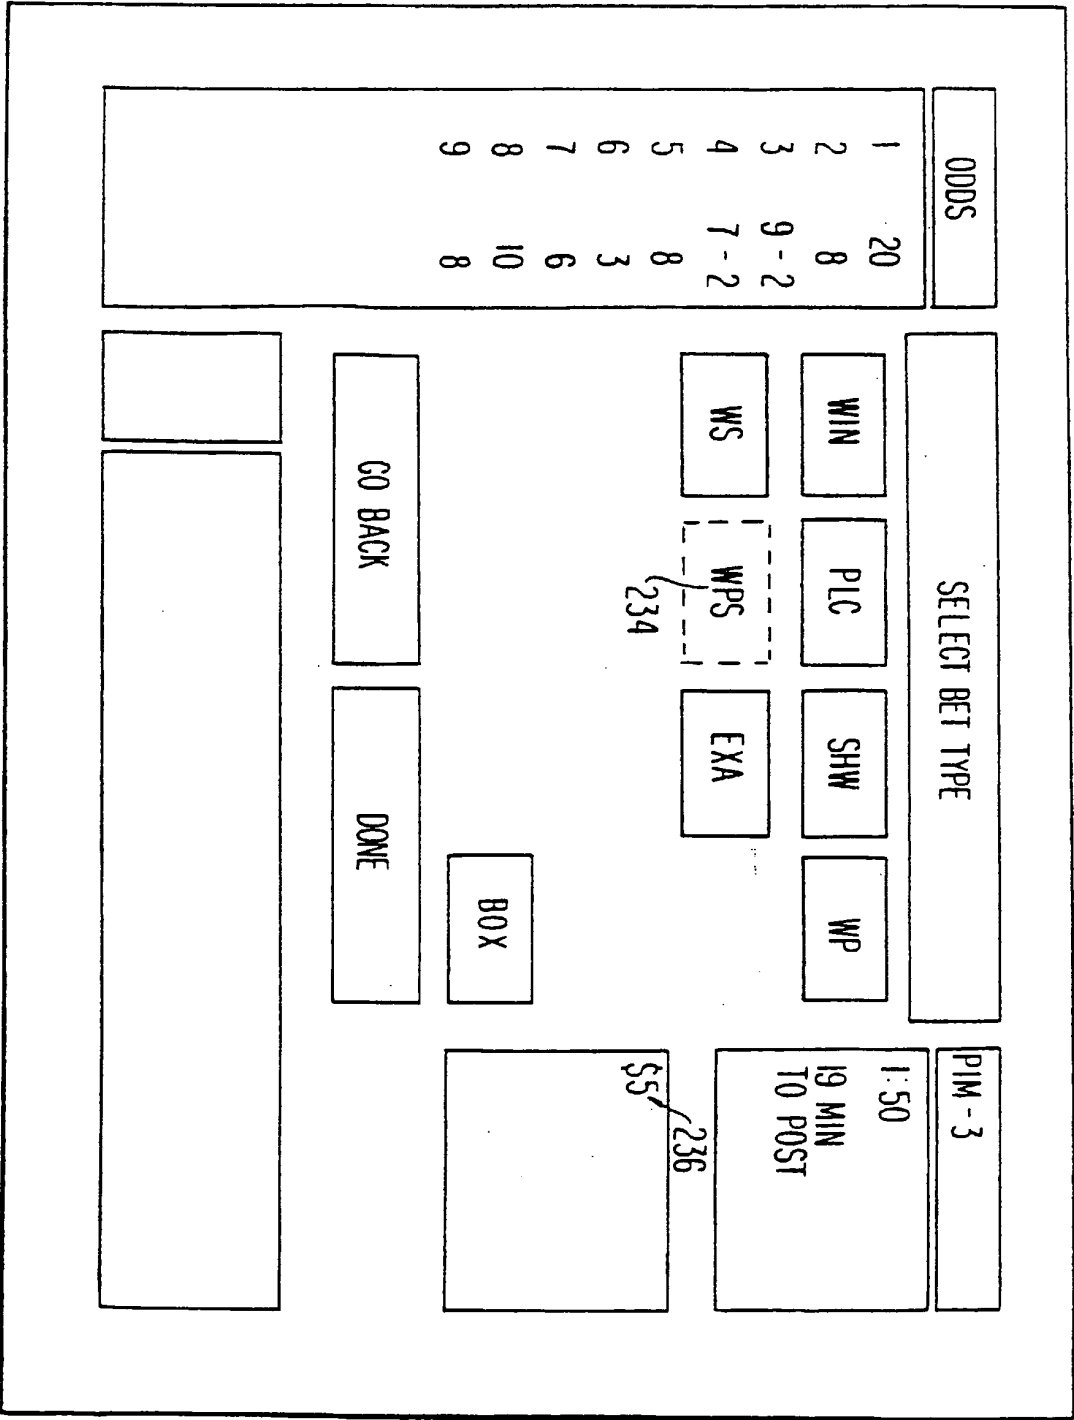 ODDS
1 20
2 8
3 9-2
4 7-2
5 8
6 3
7 6
8 10
9 8
SELECT BET TYPE
WIN PLC SHW WP
WS WPS EXA
234
BOX
GO BACK DONE
PIM-3
1:50
19 MIN
TO POST
$5
236